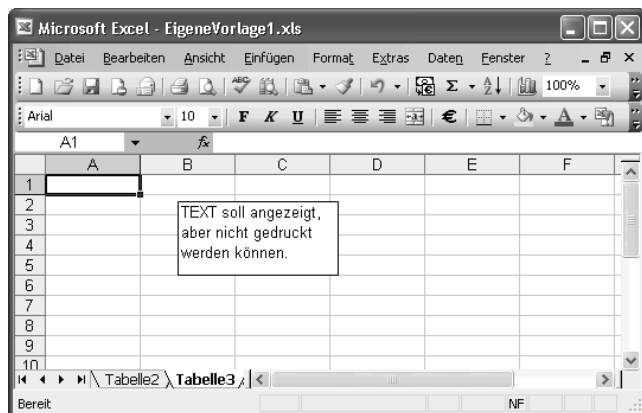 Microsoft Excel - EigeneVorlage1.xls
Datei Bearbeiten Ansicht Einfügen Format Extras Daten Fenster ?
100%
Arial 10 F K U €
A1 fx
A B C D E F
1
2
TEXT soll angezeigt,
3
aber nicht gedruckt
4
werden können.
5
6
7
8
9
10
Tabelle2 Tabelle3
Bereit NF